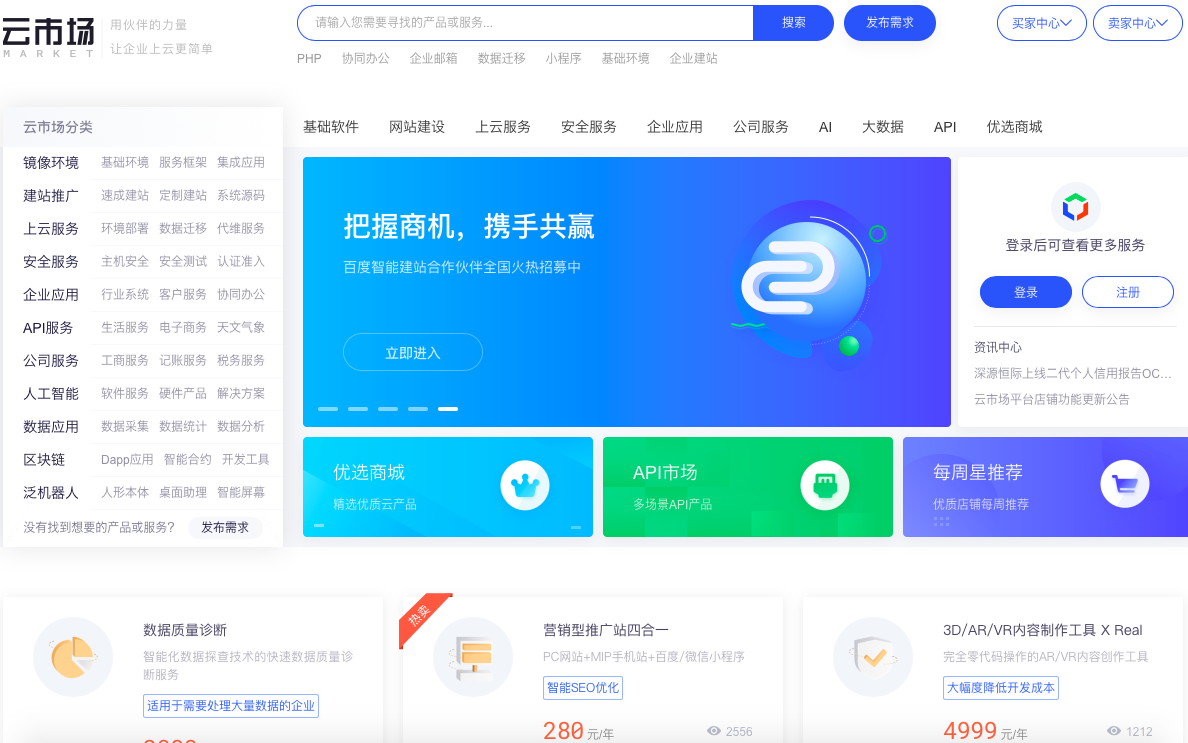 云市场
MARKET
用伙伴的力量
让企业上云更简单
请输入您需要寻找的产品或服务...
搜索
发布需求
买家中心
卖家中心
PHP 协同办公 企业邮箱 数据迁移 小程序 基础环境 企业建站
云市场分类
基础软件 网站建设 上云服务 安全服务 企业应用 公司服务 AI 大数据 API 优选商城
镜像环境 基础环境 服务框架 集成应用
建站推广 速成建站 定制建站 系统源码
上云服务 环境部署 数据迁移 代维服务
安全服务 主机安全 安全测试 认证准入
企业应用 行业系统 客户服务 协同办公
API服务 生活服务 电子商务 天文气象
公司服务 工商服务 记账服务 税务服务
人工智能 软件服务 硬件产品 解决方案
数据应用 数据采集 数据统计 数据分析
区块链 Dapp应用 智能合约 开发工具
泛机器人 人形本体 桌面助理 智能屏幕
没有找到想要的产品或服务? 发布需求
把握商机，携手共赢
百度智能建站合作伙伴全国火热招募中
立即进入
登录后可查看更多服务
登录 注册
资讯中心
深源恒际上线二代个人信用报告OC...
云市场平台店铺功能更新公告
优选商城
精选优质云产品
API市场
多场景API产品
每周星推荐
优质店铺每周推荐
数据质量诊断
智能化数据探查技术的快速数据质量诊
断服务
适用于需要处理大量数据的企业
热卖
营销型推广站四合一
PC网站+MIP手机站+百度/微信小程序
智能SEO优化
280 元/年
2556
3D/AR/VR内容制作工具 X Real
完全零代码操作的AR/VR内容创作工具
大幅度降低开发成本
4999 元/年
1212